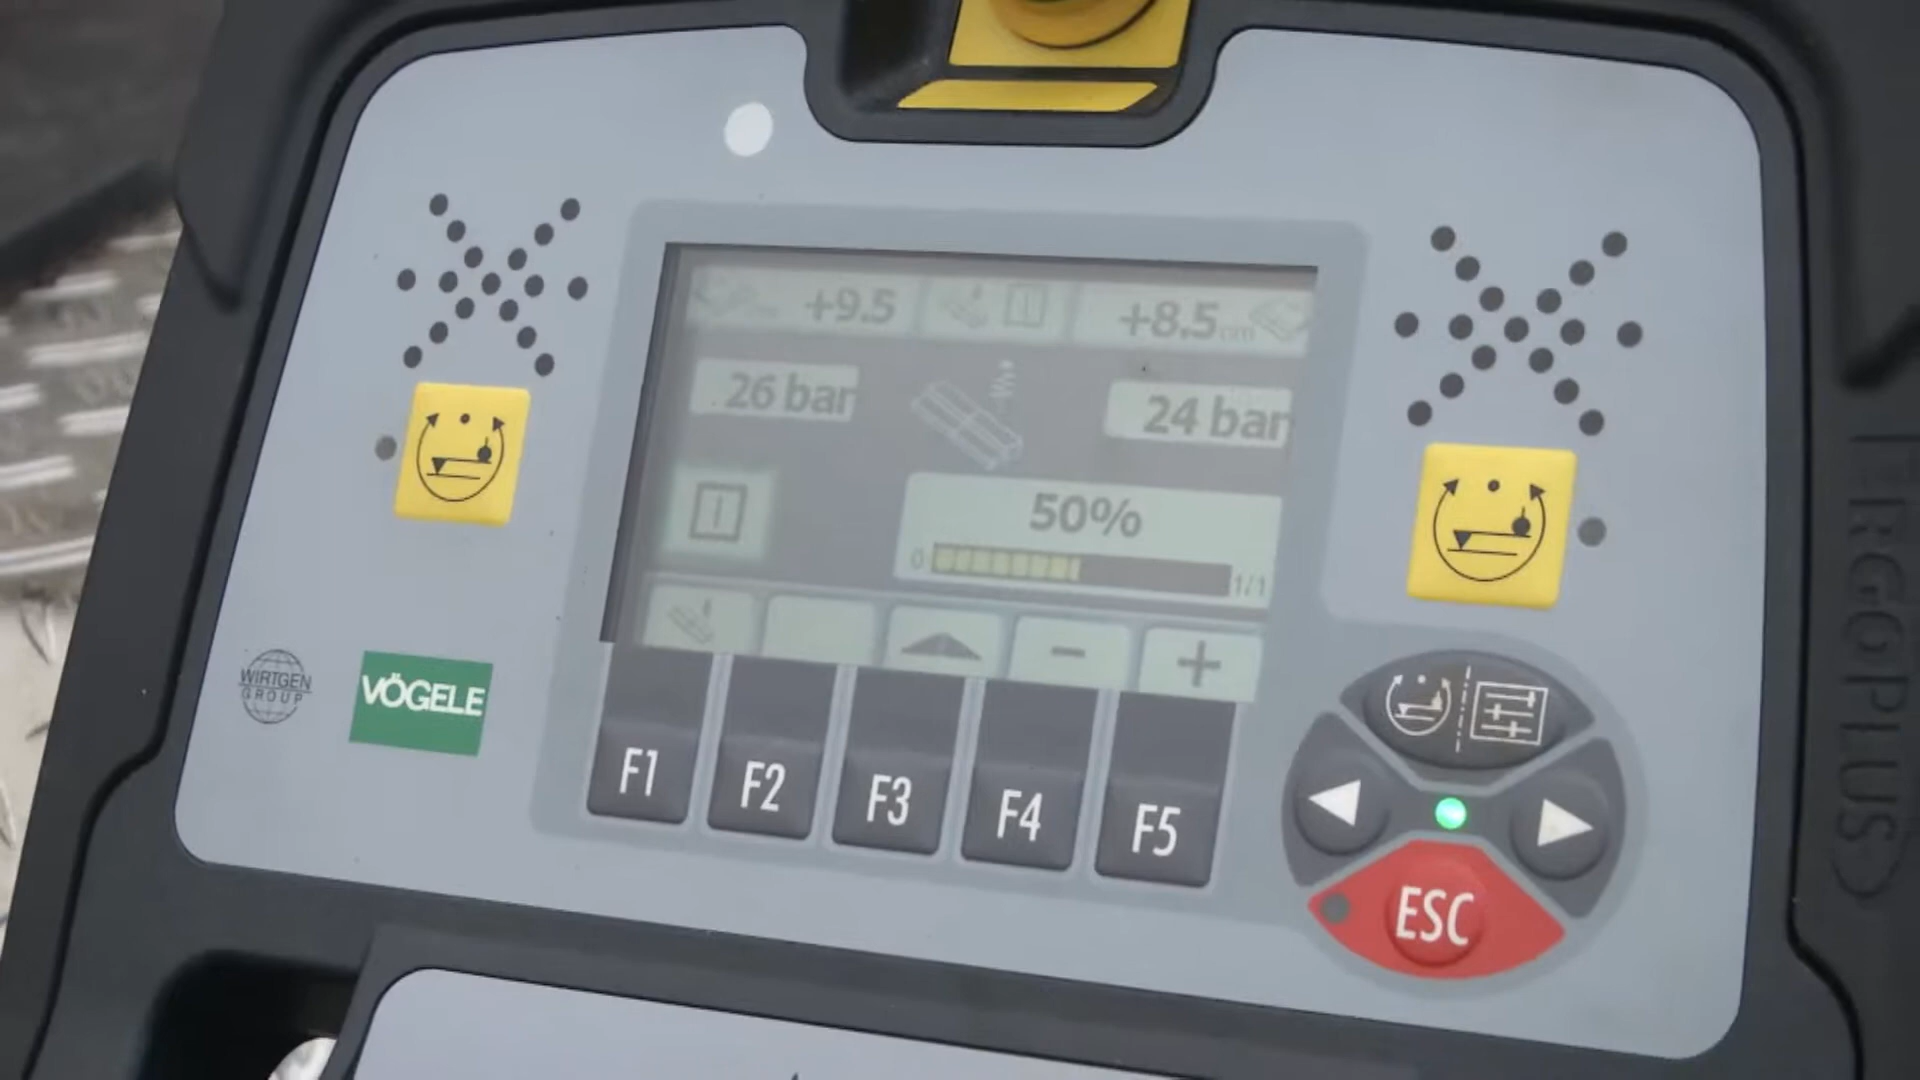 +9.5
+8.5
26 bar
24 bar
50%
0
1/1
− +
WIRTGEN
GROUP
VÖGELE
F1 F2 F3 F4 F5
ESC
ERGOPLUS